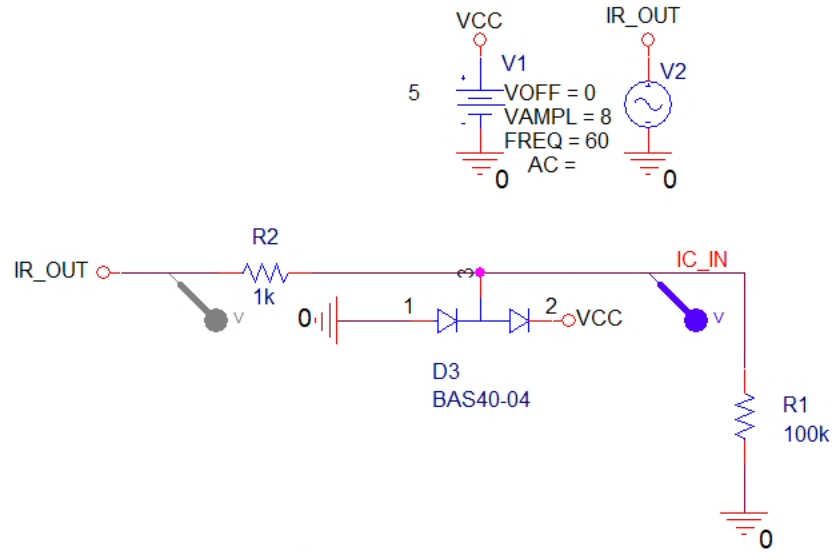 VCC
IR_OUT
V1
V2
5
+
-
VOFF = 0
VAMPL = 8
FREQ = 60
AC =
0
0
R2
IR_OUT
1k
3
IC_IN
V
0
1
2
VCC
V
D3
BAS40-04
R1
100k
0